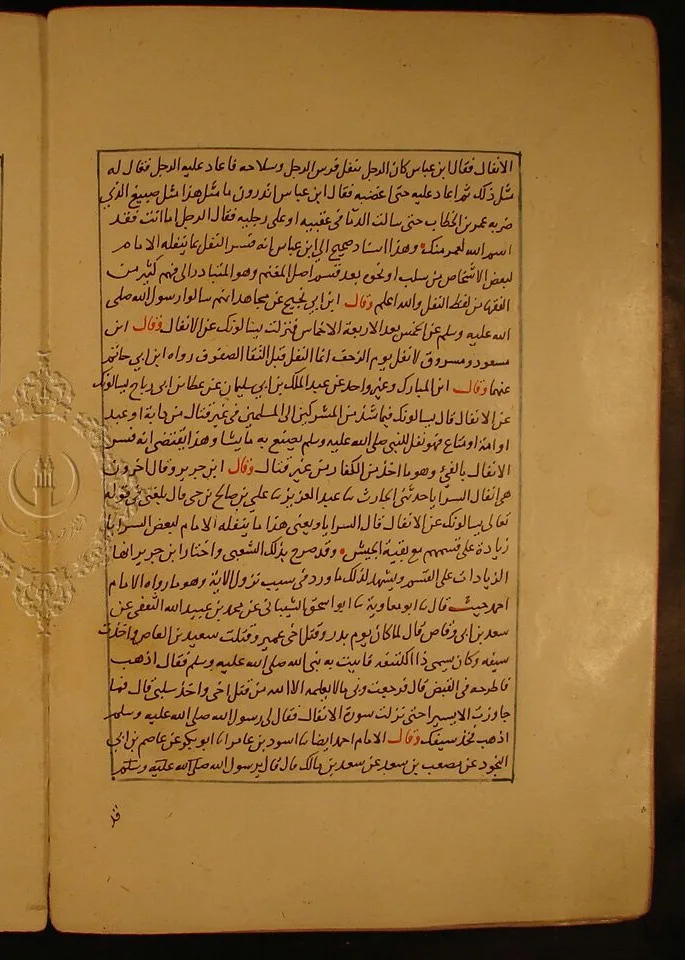 الانفال فقال ابن عباس كان الرجل ينفل فرس الرجل وسلاحه فاعاد عليه الرجل فقال له
مثل ذلك ثم اعاد عليه حتى اغضبه فقال ابن عباس اتدرون ما مثل هذا مثل صبيغ الذي
ضربه عمر بن الخطاب حتى سالت الدما في عقبيه او على رجليه فقال الرجل اما انت فقد
انتقم الله لعمر منك وهذا اسناد صحيح الى ابن عباس انه فسر النفل بما ينفله الامام
لبعض الاشخاص من سلب او نحوه بعد قسم اصل المغنم وهو المتبادر الى فهم كثير من
الفقها من لفظ النفل والله اعلم وقال ابن ابي نجيح عن مجاهد انهم سالوا رسول الله صلى
الله عليه وسلم عن الخمس بعد الاربعة الاخماس فنزلت يسالونك عن الانفال وقال ابن
مسعود ومسروق لا نفل يوم الزحف انما النفل قبل التقا الصفوف رواه ابن ابي حاتم
عنهما وقال ابن المبارك وغير واحد عن عبد الملك بن ابي سليمان عن عطا بن ابي رباح يسالونك
عن الانفال قال يسالونك فيما شذ من المشركين الى المسلمين في غير قتال من دابة او عبد
او امة او متاع فهو نفل للنبي صلى الله عليه وسلم يصنع به ما يشا وهذا يقتضي انه فسر
الانفال بالفيء وهو ما اخذ من الكفار من غير قتال وقال ابن جرير وقال اخرون
هي انفال السرايا حدثني الحارث ثنا عبد العزيز ثنا علي بن صالح بن حي قال بلغني في قوله
تعالى يسالونك عن الانفال قال السرايا ويعني هذا ما ينفله الامام لبعض السرايا
زيادة على قسمهم مع بقية الجيش وقد صرح بذلك الشعبي واختار ابن جرير انها
الزيادات على القسم ويشهد لذلك ما ورد في سبب نزول الاية وهو ما رواه الامام
احمد حيث قال ثنا ابو معاوية ثنا ابو اسحق الشيباني عن محمد بن عبيد الله الثقفي عن
سعد بن ابي وقاص قال لما كان يوم بدر وقتل اخي عمير وقتلت سعيد بن العاص واخذت
سيفه وكان يسمى ذا الكتيفه فاتيت به نبي الله صلى الله عليه وسلم فقال اذهب
فاطرحه في القبض قال فرجعت وبي ما لا يعلمه الا الله من قتل اخي واخذ سلبي قال فما
جاوزت الا يسيرا حتى نزلت سورة الانفال فقال لي رسول الله صلى الله عليه وسلم
اذهب فخذ سيفك وقال الامام احمد ايضا ثنا اسود بن عامر انا ابو بكر عن عاصم بن ابي
النجود عن مصعب بن سعد عن سعد بن مالك قال قال يرسول الله صلى الله عليه وسلم
قد